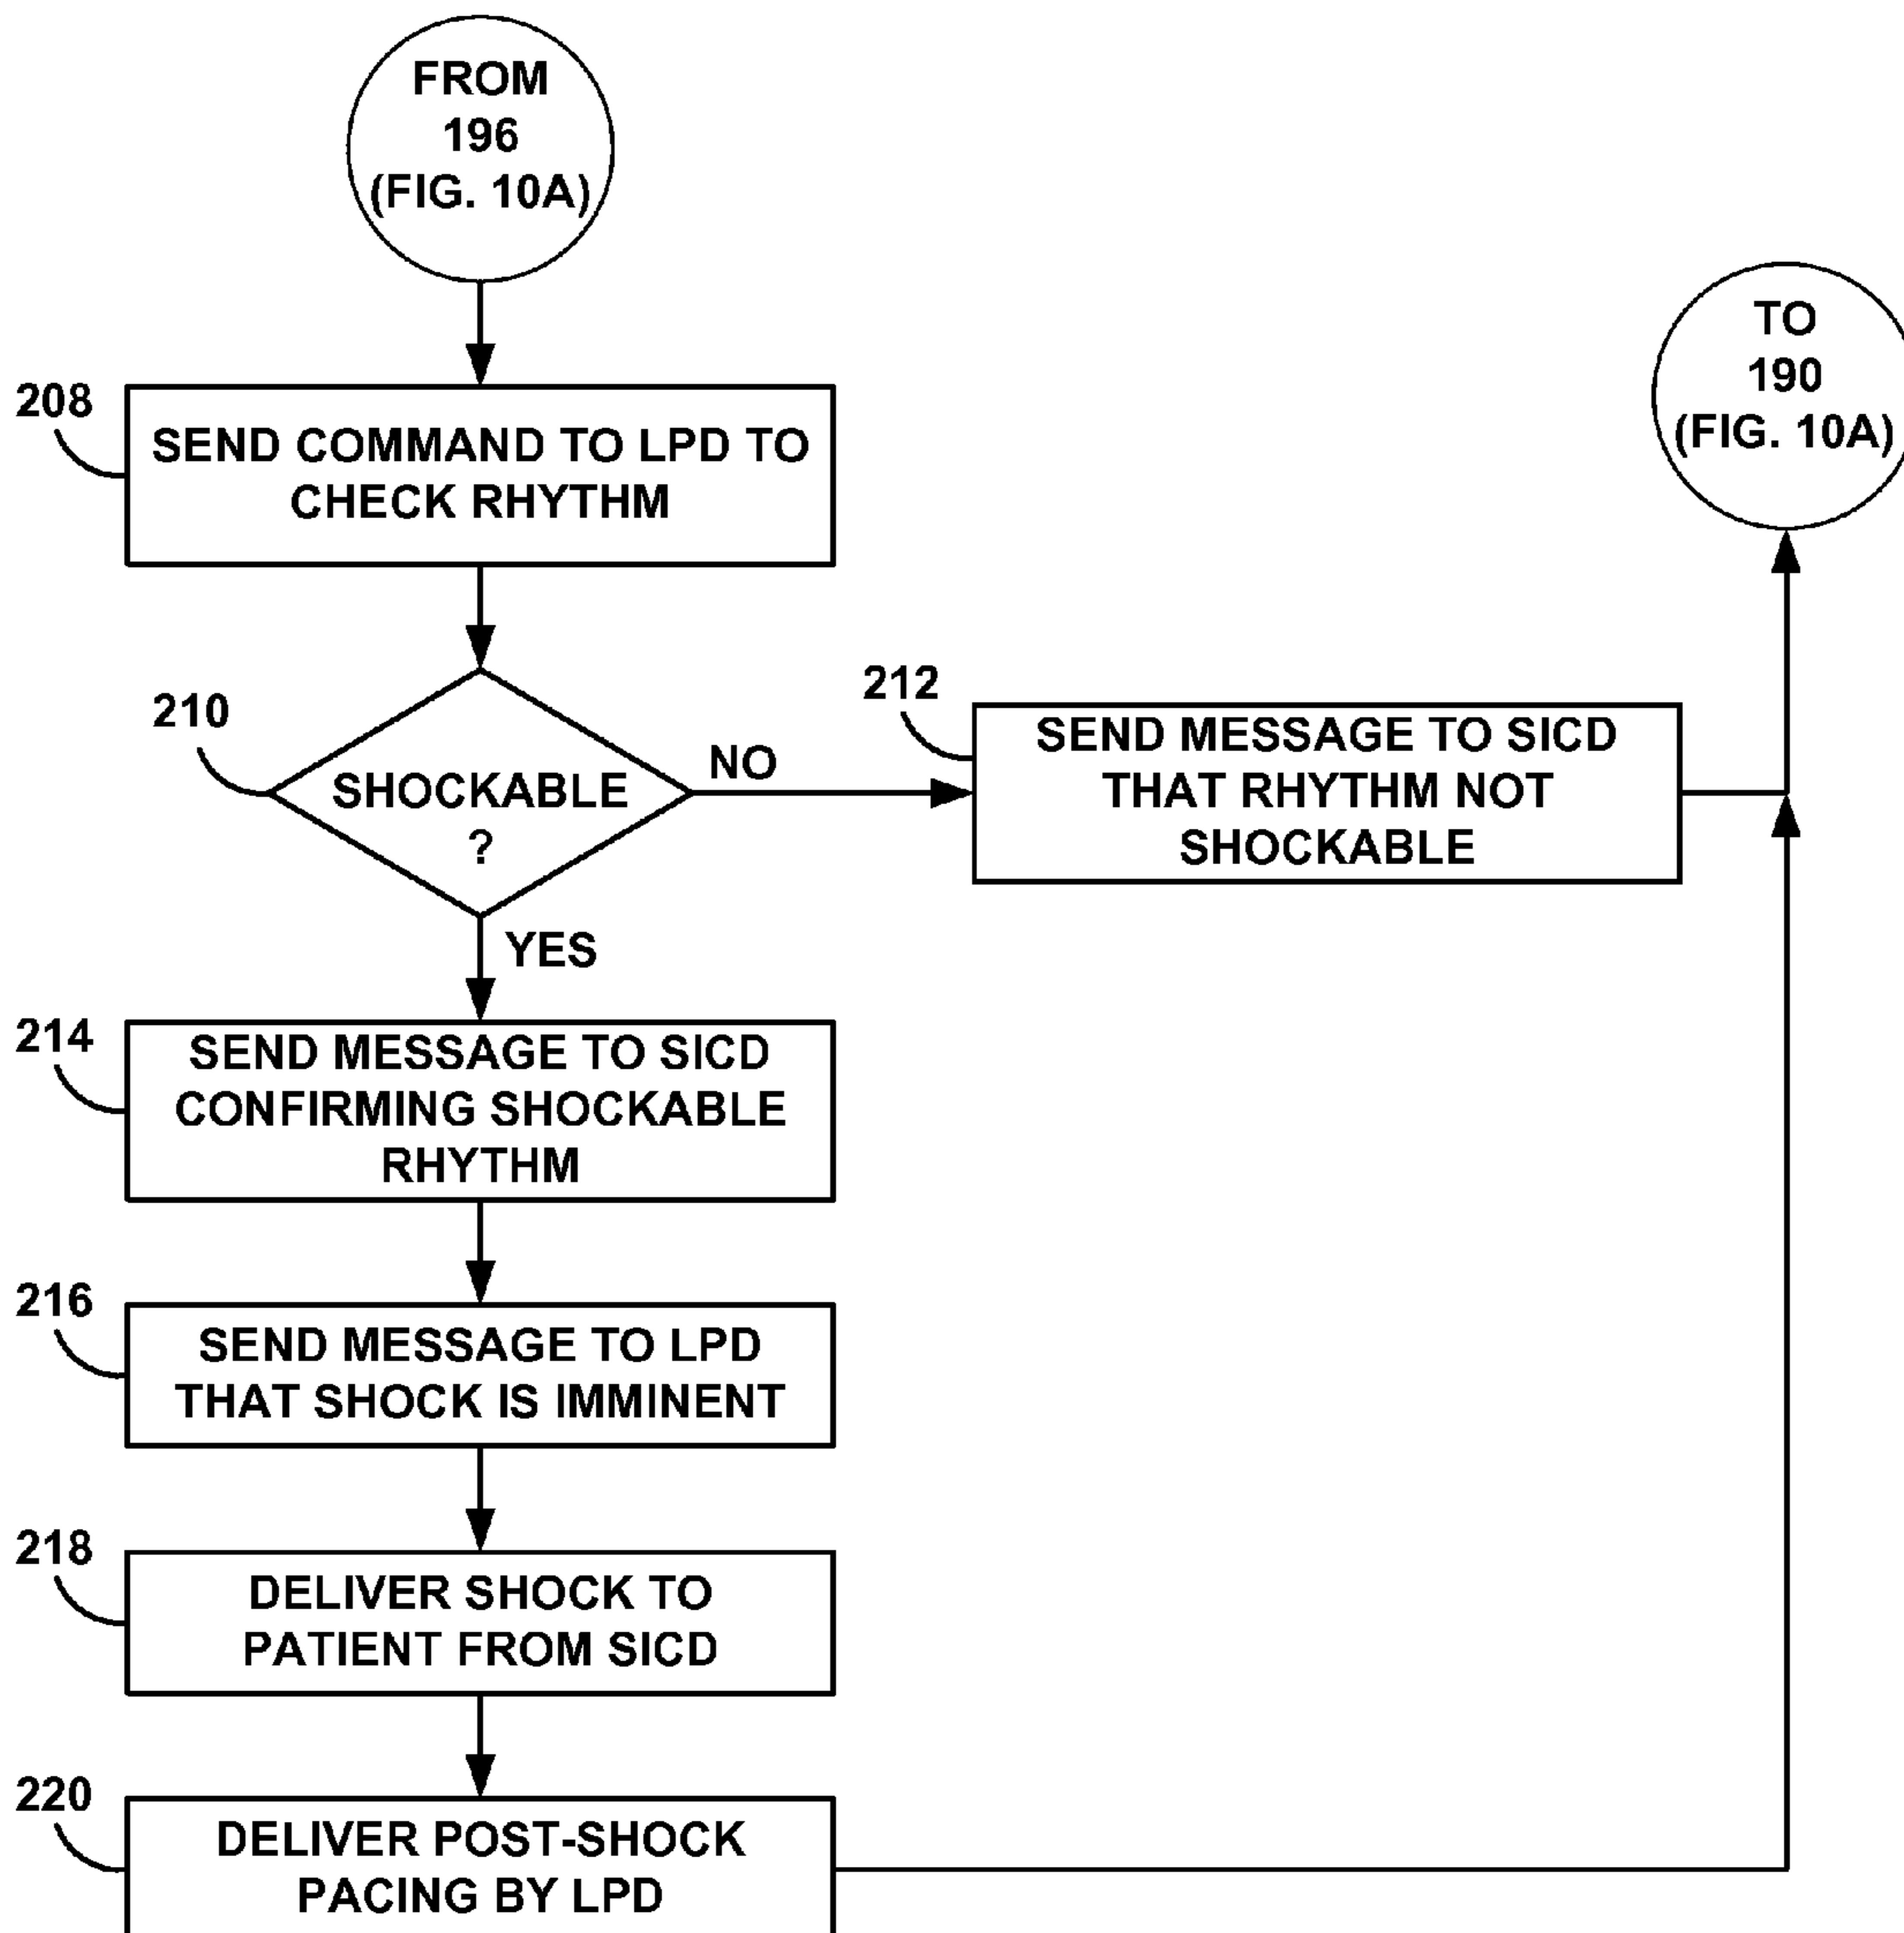 FROM
196
(FIG. 10A)
TO
190
(FIG. 10A)
208
SEND COMMAND TO LPD TO
CHECK RHYTHM
210
SHOCKABLE
?
NO
212
SEND MESSAGE TO SICD
THAT RHYTHM NOT
SHOCKABLE
YES
214
SEND MESSAGE TO SICD
CONFIRMING SHOCKABLE
RHYTHM
216
SEND MESSAGE TO LPD
THAT SHOCK IS IMMINENT
218
DELIVER SHOCK TO
PATIENT FROM SICD
220
DELIVER POST-SHOCK
PACING BY LPD